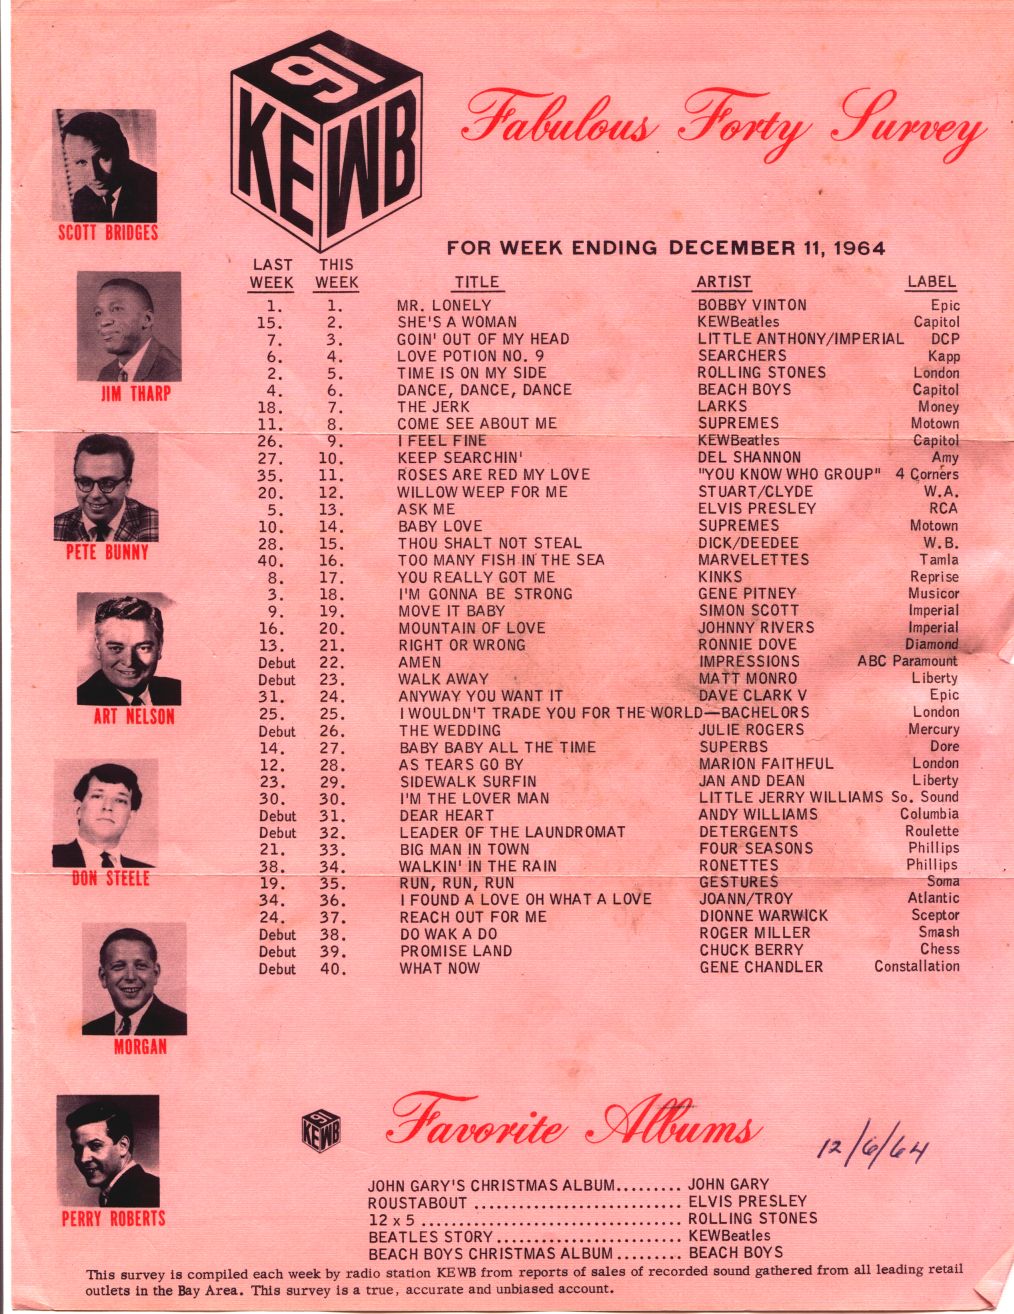 91
KEWB
Fabulous Forty Survey
SCOTT BRIDGES
JIM THARP
PETE BUNNY
ART NELSON
DON STEELE
MORGAN
PERRY ROBERTS
FOR WEEK ENDING DECEMBER 11, 1964
LAST WEEK THIS WEEK TITLE ARTIST LABEL
1. 1. MR. LONELY BOBBY VINTON Epic
15. 2. SHE'S A WOMAN KEWBeatles Capitol
7. 3. GOIN' OUT OF MY HEAD LITTLE ANTHONY/IMPERIAL DCP
6. 4. LOVE POTION NO. 9 SEARCHERS Kapp
2. 5. TIME IS ON MY SIDE ROLLING STONES London
4. 6. DANCE, DANCE, DANCE BEACH BOYS Capitol
18. 7. THE JERK LARKS Money
11. 8. COME SEE ABOUT ME SUPREMES Motown
26. 9. I FEEL FINE KEWBeatles Capitol
27. 10. KEEP SEARCHIN' DEL SHANNON Amy
35. 11. ROSES ARE RED MY LOVE "YOU KNOW WHO GROUP" 4 Corners
20. 12. WILLOW WEEP FOR ME STUART/CLYDE W.A.
5. 13. ASK ME ELVIS PRESLEY RCA
10. 14. BABY LOVE SUPREMES Motown
28. 15. THOU SHALT NOT STEAL DICK/DEEDEE W.B.
40. 16. TOO MANY FISH IN THE SEA MARVELETTES Tamla
8. 17. YOU REALLY GOT ME KINKS Reprise
3. 18. I'M GONNA BE STRONG GENE PITNEY Musicor
9. 19. MOVE IT BABY SIMON SCOTT Imperial
16. 20. MOUNTAIN OF LOVE JOHNNY RIVERS Imperial
13. 21. RIGHT OR WRONG RONNIE DOVE Diamond
Debut 22. AMEN IMPRESSIONS ABC Paramount
Debut 23. WALK AWAY MATT MONRO Liberty
31. 24. ANYWAY YOU WANT IT DAVE CLARK V Epic
25. 25. I WOULDN'T TRADE YOU FOR THE WORLD—BACHELORS London
Debut 26. THE WEDDING JULIE ROGERS Mercury
14. 27. BABY BABY ALL THE TIME SUPERBS Dore
12. 28. AS TEARS GO BY MARION FAITHFUL London
23. 29. SIDEWALK SURFIN JAN AND DEAN Liberty
30. 30. I'M THE LOVER MAN LITTLE JERRY WILLIAMS So. Sound
Debut 31. DEAR HEART ANDY WILLIAMS Columbia
Debut 32. LEADER OF THE LAUNDROMAT DETERGENTS Roulette
21. 33. BIG MAN IN TOWN FOUR SEASONS Phillips
38. 34. WALKIN' IN THE RAIN RONETTES Phillips
19. 35. RUN, RUN, RUN GESTURES Soma
34. 36. I FOUND A LOVE OH WHAT A LOVE JOANN/TROY Atlantic
24. 37. REACH OUT FOR ME DIONNE WARWICK Sceptor
Debut 38. DO WAK A DO ROGER MILLER Smash
Debut 39. PROMISE LAND CHUCK BERRY Chess
Debut 40. WHAT NOW GENE CHANDLER Constallation
91
KEWB
Favorite Albums
12/6/64
JOHN GARY'S CHRISTMAS ALBUM......... JOHN GARY
ROUSTABOUT ............................ ELVIS PRESLEY
12 x 5 ................................... ROLLING STONES
BEATLES STORY......................... KEWBeatles
BEACH BOYS CHRISTMAS ALBUM......... BEACH BOYS
This survey is compiled each week by radio station KEWB from reports of sales of recorded sound gathered from all leading retail
outlets in the Bay Area. This survey is a true, accurate and unbiased account.